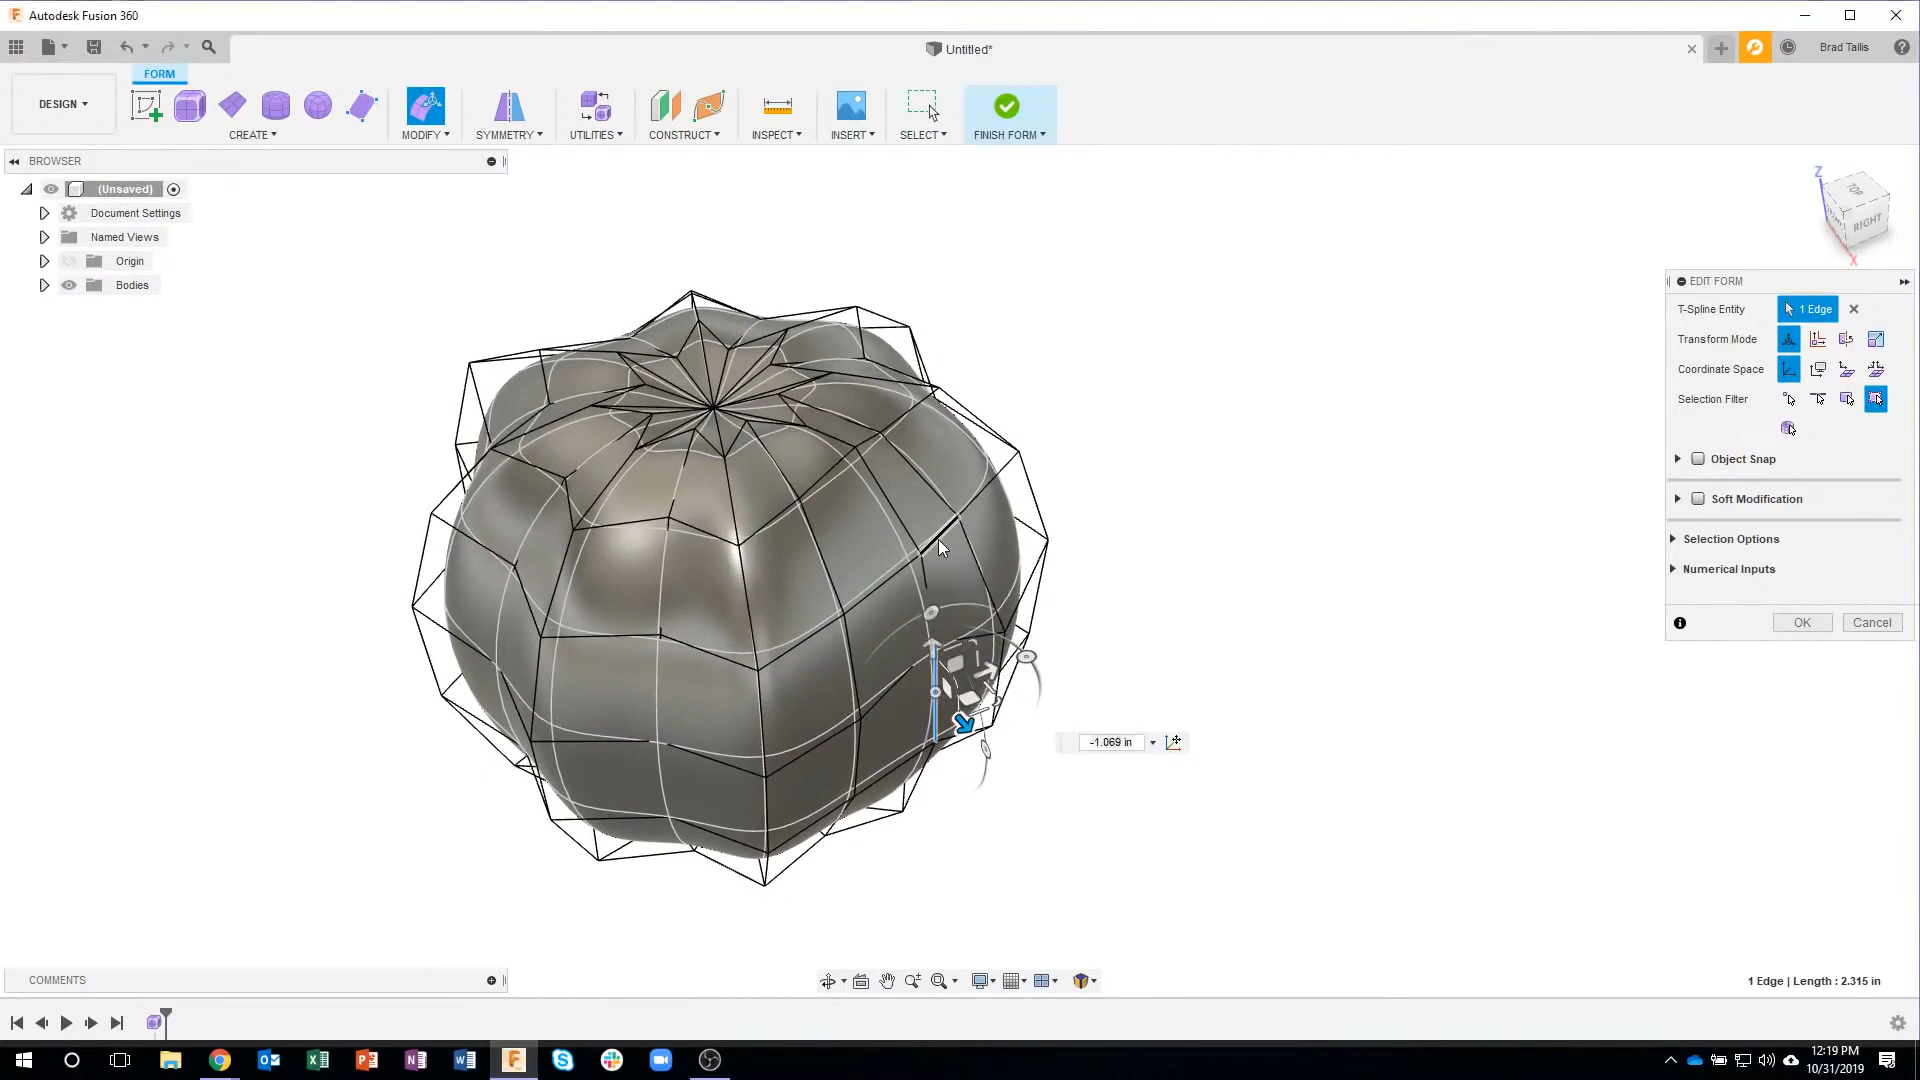 Autodesk Fusion 360
Untitled*
Brad Tallis
FORM
DESIGN
CREATE
MODIFY
SYMMETRY
UTILITIES
CONSTRUCT
INSPECT
INSERT
SELECT
FINISH FORM
BROWSER
(Unsaved)
Document Settings
Named Views
Origin
Bodies
Z
TOP
RIGHT
X
EDIT FORM
T-Spline Entity
1 Edge
Transform Mode
Coordinate Space
Selection Filter
Object Snap
Soft Modification
Selection Options
Numerical Inputs
OK
Cancel
-1.069 in
COMMENTS
1 Edge | Length : 2.315 in
12:19 PM
10/31/2019